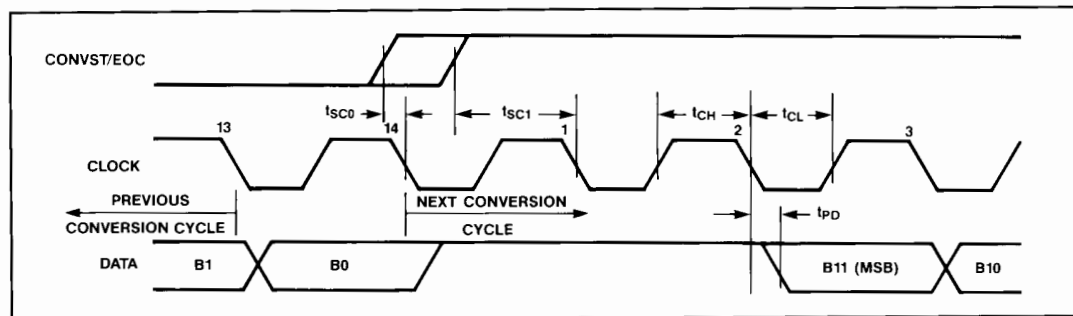 CONVST/EOC
tSC0
tSC1
tCH
tCL
13
14
1
2
3
CLOCK
PREVIOUS
CONVERSION CYCLE
NEXT CONVERSION
CYCLE
tPD
DATA
B1
B0
B11 (MSB)
B10